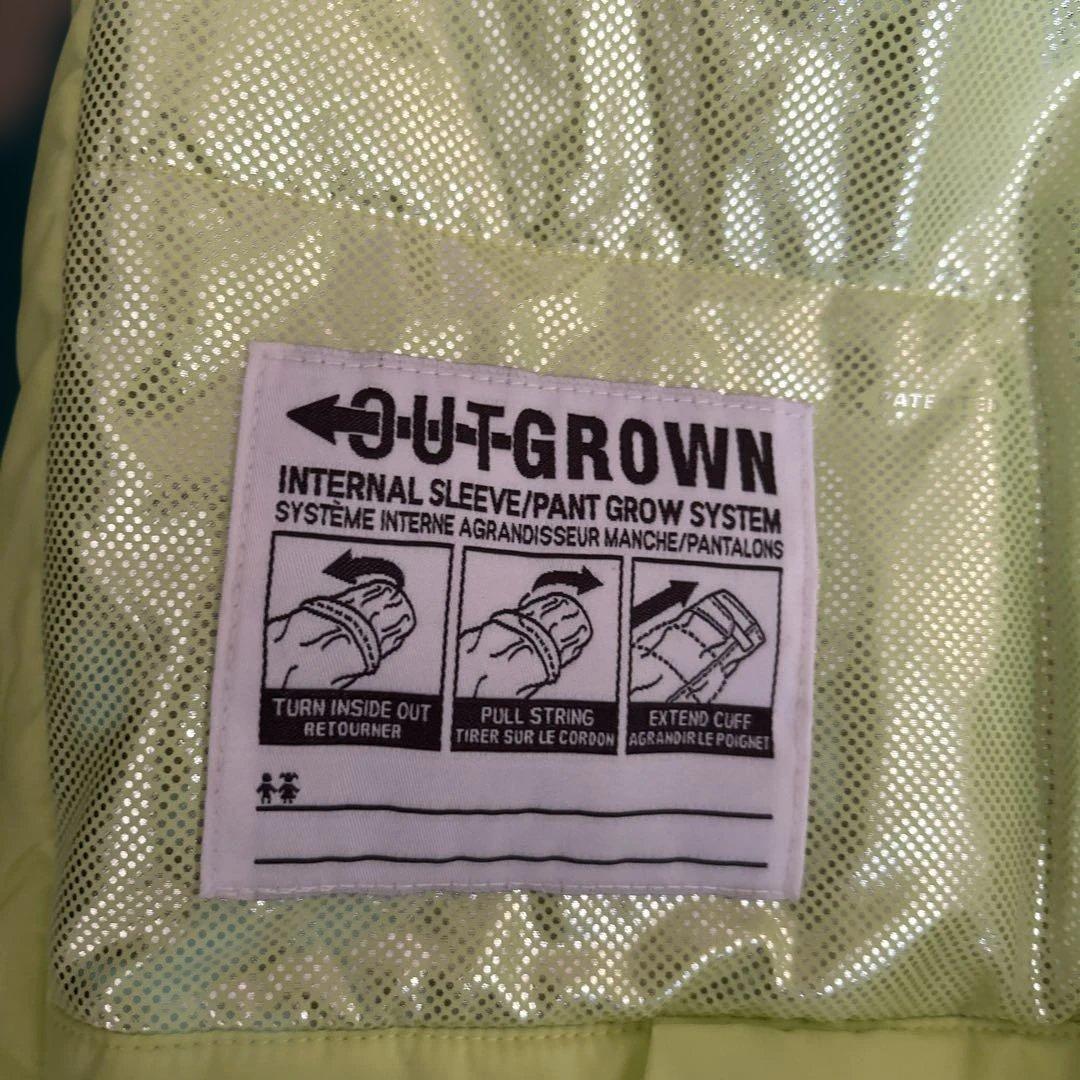 OUTGROWN
INTERNAL SLEEVE/PANT GROW SYSTEM
SYSTÈME INTERNE AGRANDISSEUR MANCHE/PANTALONS
TURN INSIDE OUT
RETOURNER
PULL STRING
TIRER SUR LE CORDON
EXTEND CUFF
AGRANDIR LE POIGNET